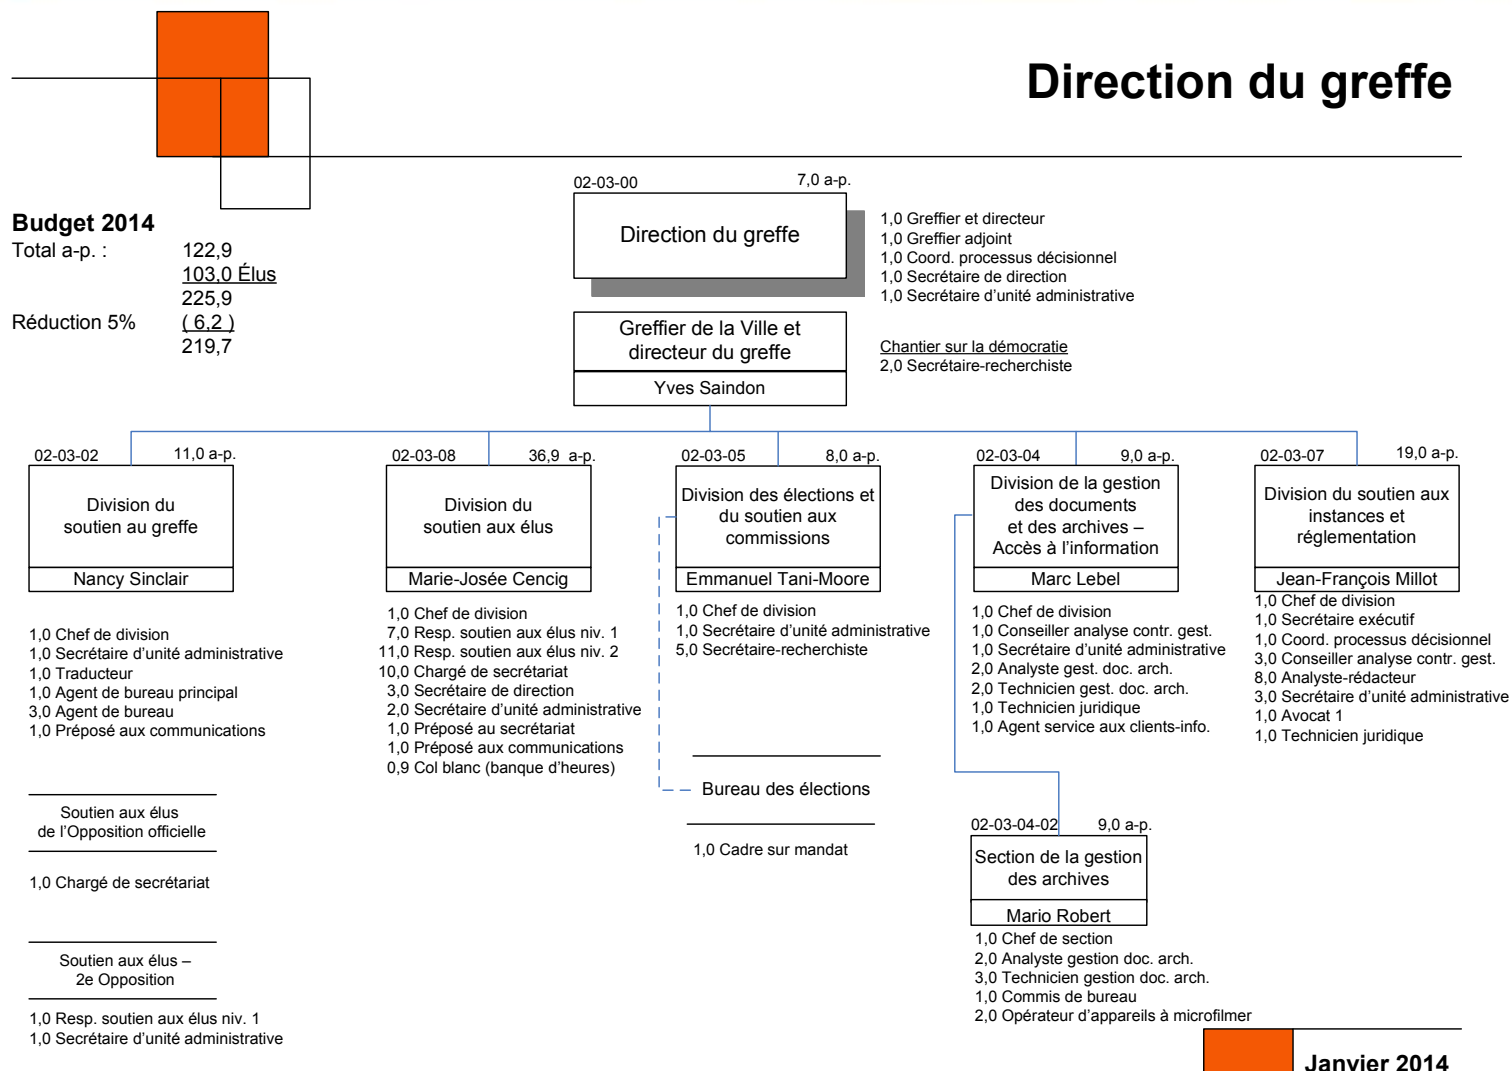 Direction du greffe
Budget 2014
Total a-p. : 122,9
103,0 Élus
225,9
Réduction 5% ( 6,2 )
219,7
02-03-00 7,0 a-p.
Direction du greffe
Greffier de la Ville et
directeur du greffe
Yves Saindon
1,0 Greffier et directeur
1,0 Greffier adjoint
1,0 Coord. processus décisionnel
1,0 Secrétaire de direction
1,0 Secrétaire d’unité administrative
Chantier sur la démocratie
2,0 Secrétaire-recherchiste
02-03-02 11,0 a-p.
Division du
soutien au greffe
Nancy Sinclair
1,0 Chef de division
1,0 Secrétaire d’unité administrative
1,0 Traducteur
1,0 Agent de bureau principal
3,0 Agent de bureau
1,0 Préposé aux communications
Soutien aux élus
de l’Opposition officielle
1,0 Chargé de secrétariat
Soutien aux élus –
2e Opposition
1,0 Resp. soutien aux élus niv. 1
1,0 Secrétaire d’unité administrative
02-03-08 36,9 a-p.
Division du
soutien aux élus
Marie-Josée Cencig
1,0 Chef de division
7,0 Resp. soutien aux élus niv. 1
11,0 Resp. soutien aux élus niv. 2
10,0 Chargé de secrétariat
3,0 Secrétaire de direction
2,0 Secrétaire d’unité administrative
1,0 Préposé au secrétariat
1,0 Préposé aux communications
0,9 Col blanc (banque d’heures)
02-03-05 8,0 a-p.
Division des élections et
du soutien aux
commissions
Emmanuel Tani-Moore
1,0 Chef de division
1,0 Secrétaire d’unité administrative
5,0 Secrétaire-recherchiste
Bureau des élections
1,0 Cadre sur mandat
02-03-04 9,0 a-p.
Division de la gestion
des documents
et des archives –
Accès à l’information
Marc Lebel
1,0 Chef de division
1,0 Conseiller analyse contr. gest.
1,0 Secrétaire d’unité administrative
2,0 Analyste gest. doc. arch.
2,0 Technicien gest. doc. arch.
1,0 Technicien juridique
1,0 Agent service aux clients-info.
02-03-04-02 9,0 a-p.
Section de la gestion
des archives
Mario Robert
1,0 Chef de section
2,0 Analyste gestion doc. arch.
3,0 Technicien gestion doc. arch.
1,0 Commis de bureau
2,0 Opérateur d’appareils à microfilmer
02-03-07 19,0 a-p.
Division du soutien aux
instances et
réglementation
Jean-François Millot
1,0 Chef de division
1,0 Secrétaire exécutif
1,0 Coord. processus décisionnel
3,0 Conseiller analyse contr. gest.
8,0 Analyste-rédacteur
3,0 Secrétaire d’unité administrative
1,0 Avocat 1
1,0 Technicien juridique
Janvier 2014